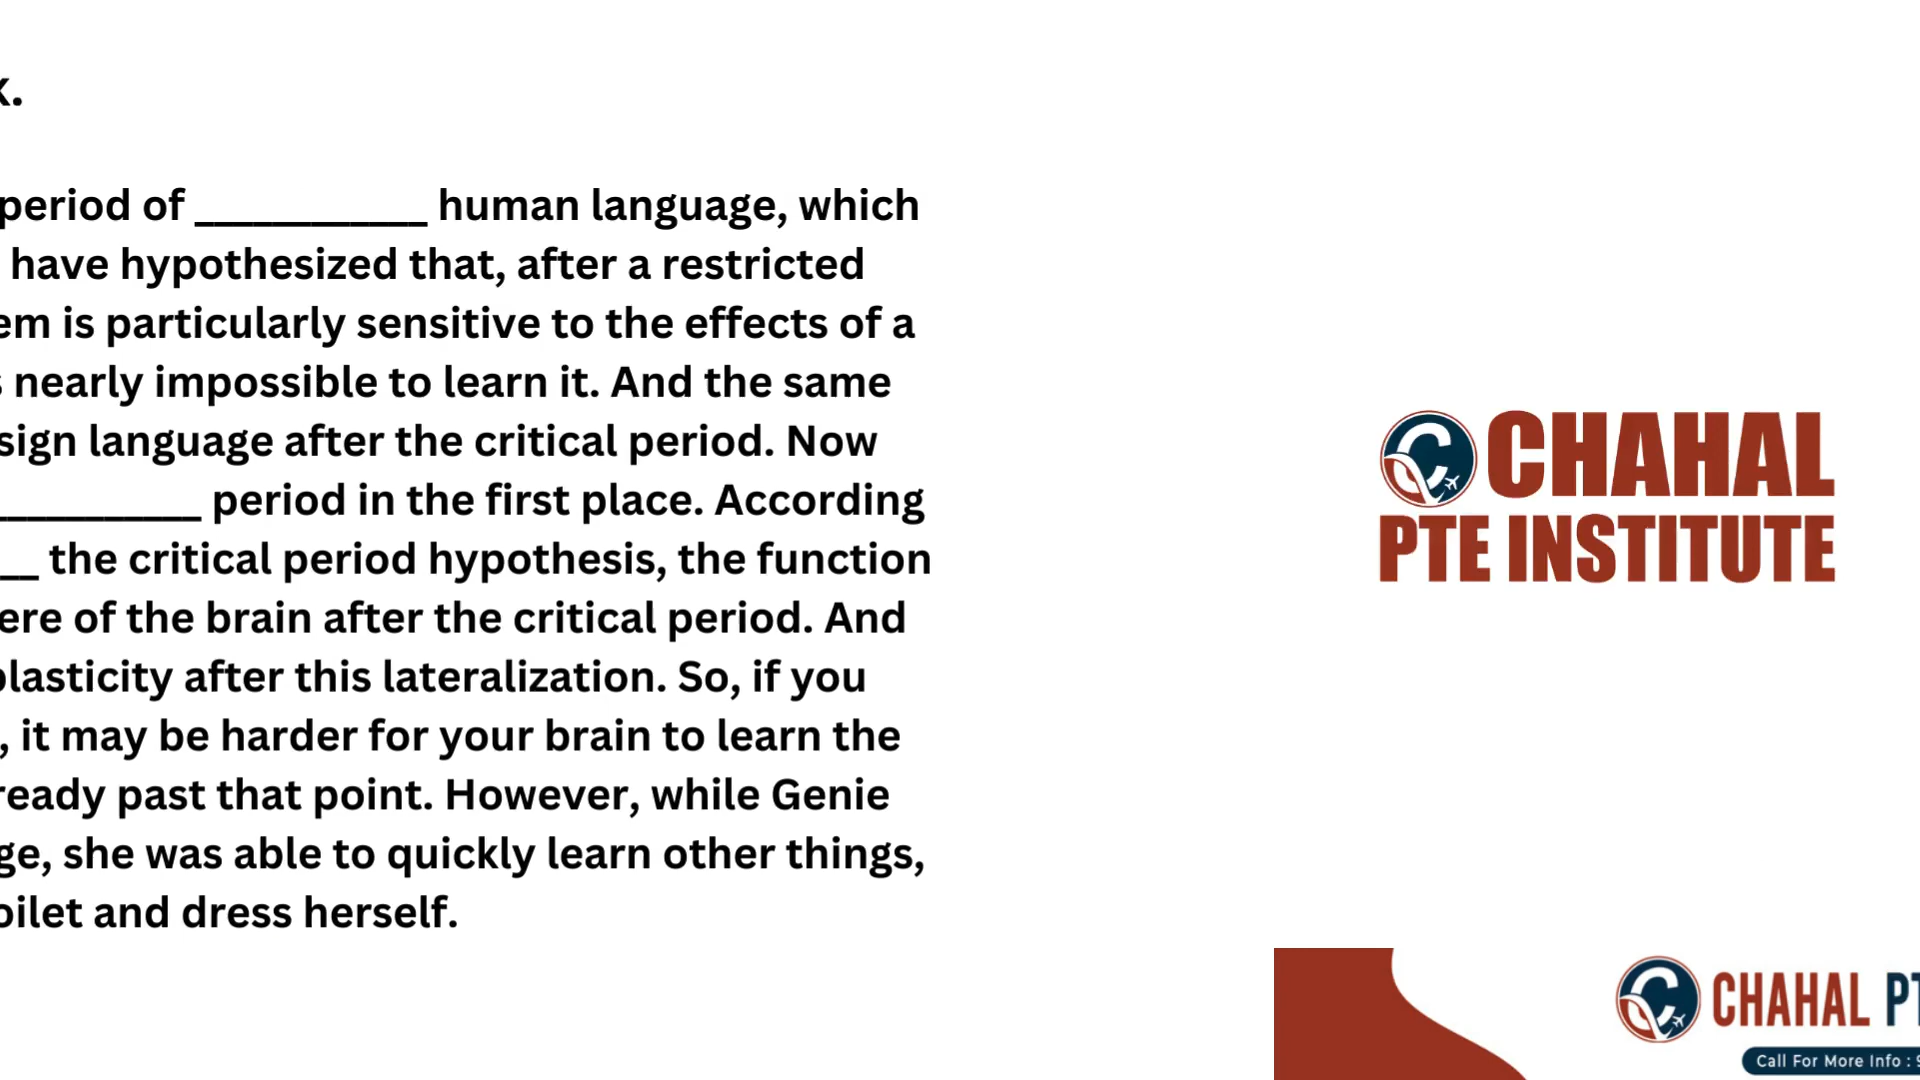 k.
period of ____________ human language, which
have hypothesized that, after a restricted
em is particularly sensitive to the effects of a
s nearly impossible to learn it. And the same
sign language after the critical period. Now
___________ period in the first place. According
__ the critical period hypothesis, the function
ere of the brain after the critical period. And
plasticity after this lateralization. So, if you
, it may be harder for your brain to learn the
ready past that point. However, while Genie
ge, she was able to quickly learn other things,
oilet and dress herself.
CHAHAL
PTE INSTITUTE
CHAHAL PT
Call For More Info : 9